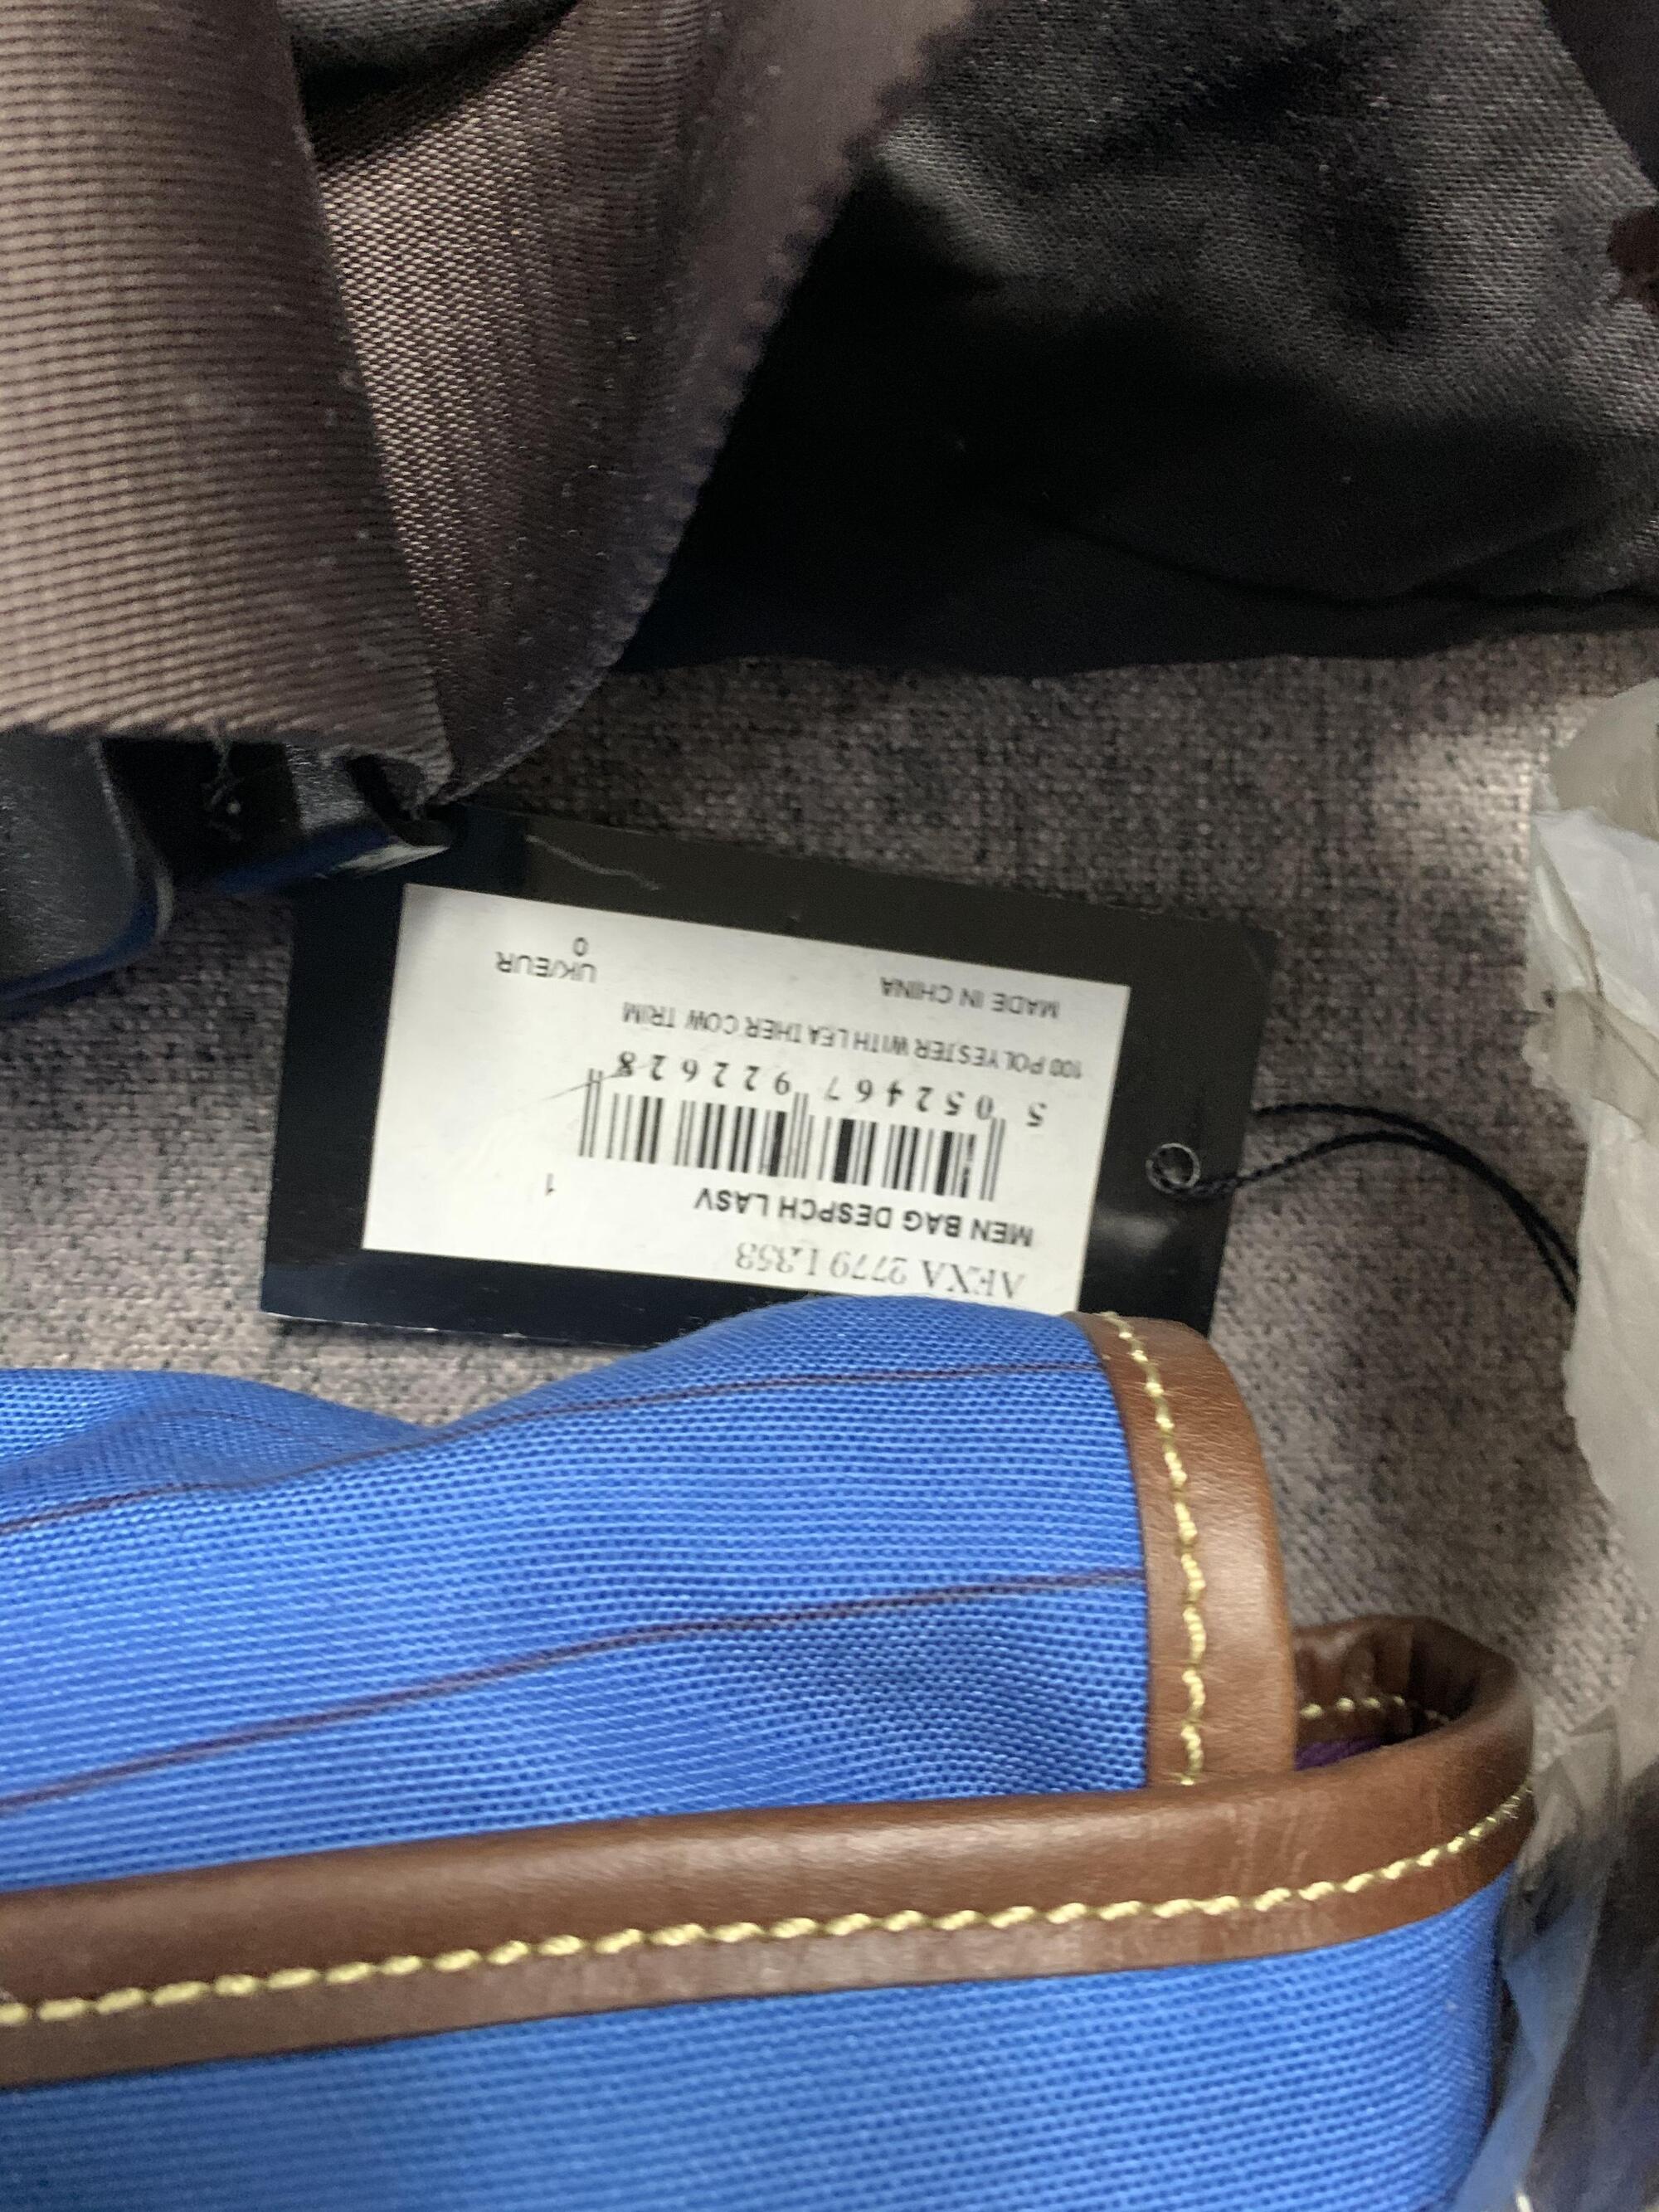 AFXA 2779 L353
MEN BAG DESPCH LASV
1
5 052467 922628
100 POLYESTER WITH LEATHER COW TRIM
MADE IN CHINA
UK/EUR
0